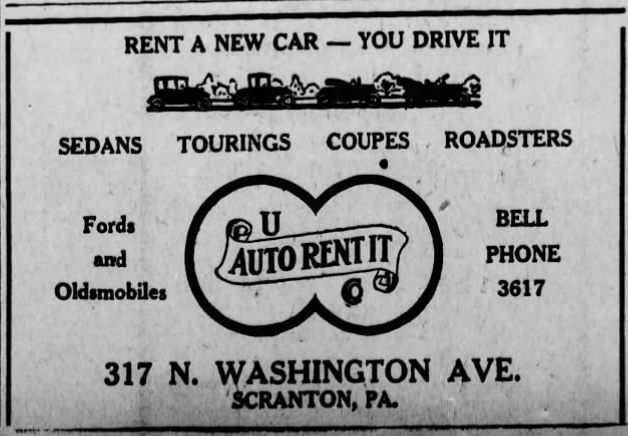 RENT A NEW CAR — YOU DRIVE IT
SEDANS TOURINGS COUPES ROADSTERS
Fords
and
Oldsmobiles
U
AUTO RENT IT
Co
BELL
PHONE
3617
317 N. WASHINGTON AVE.
SCRANTON, PA.